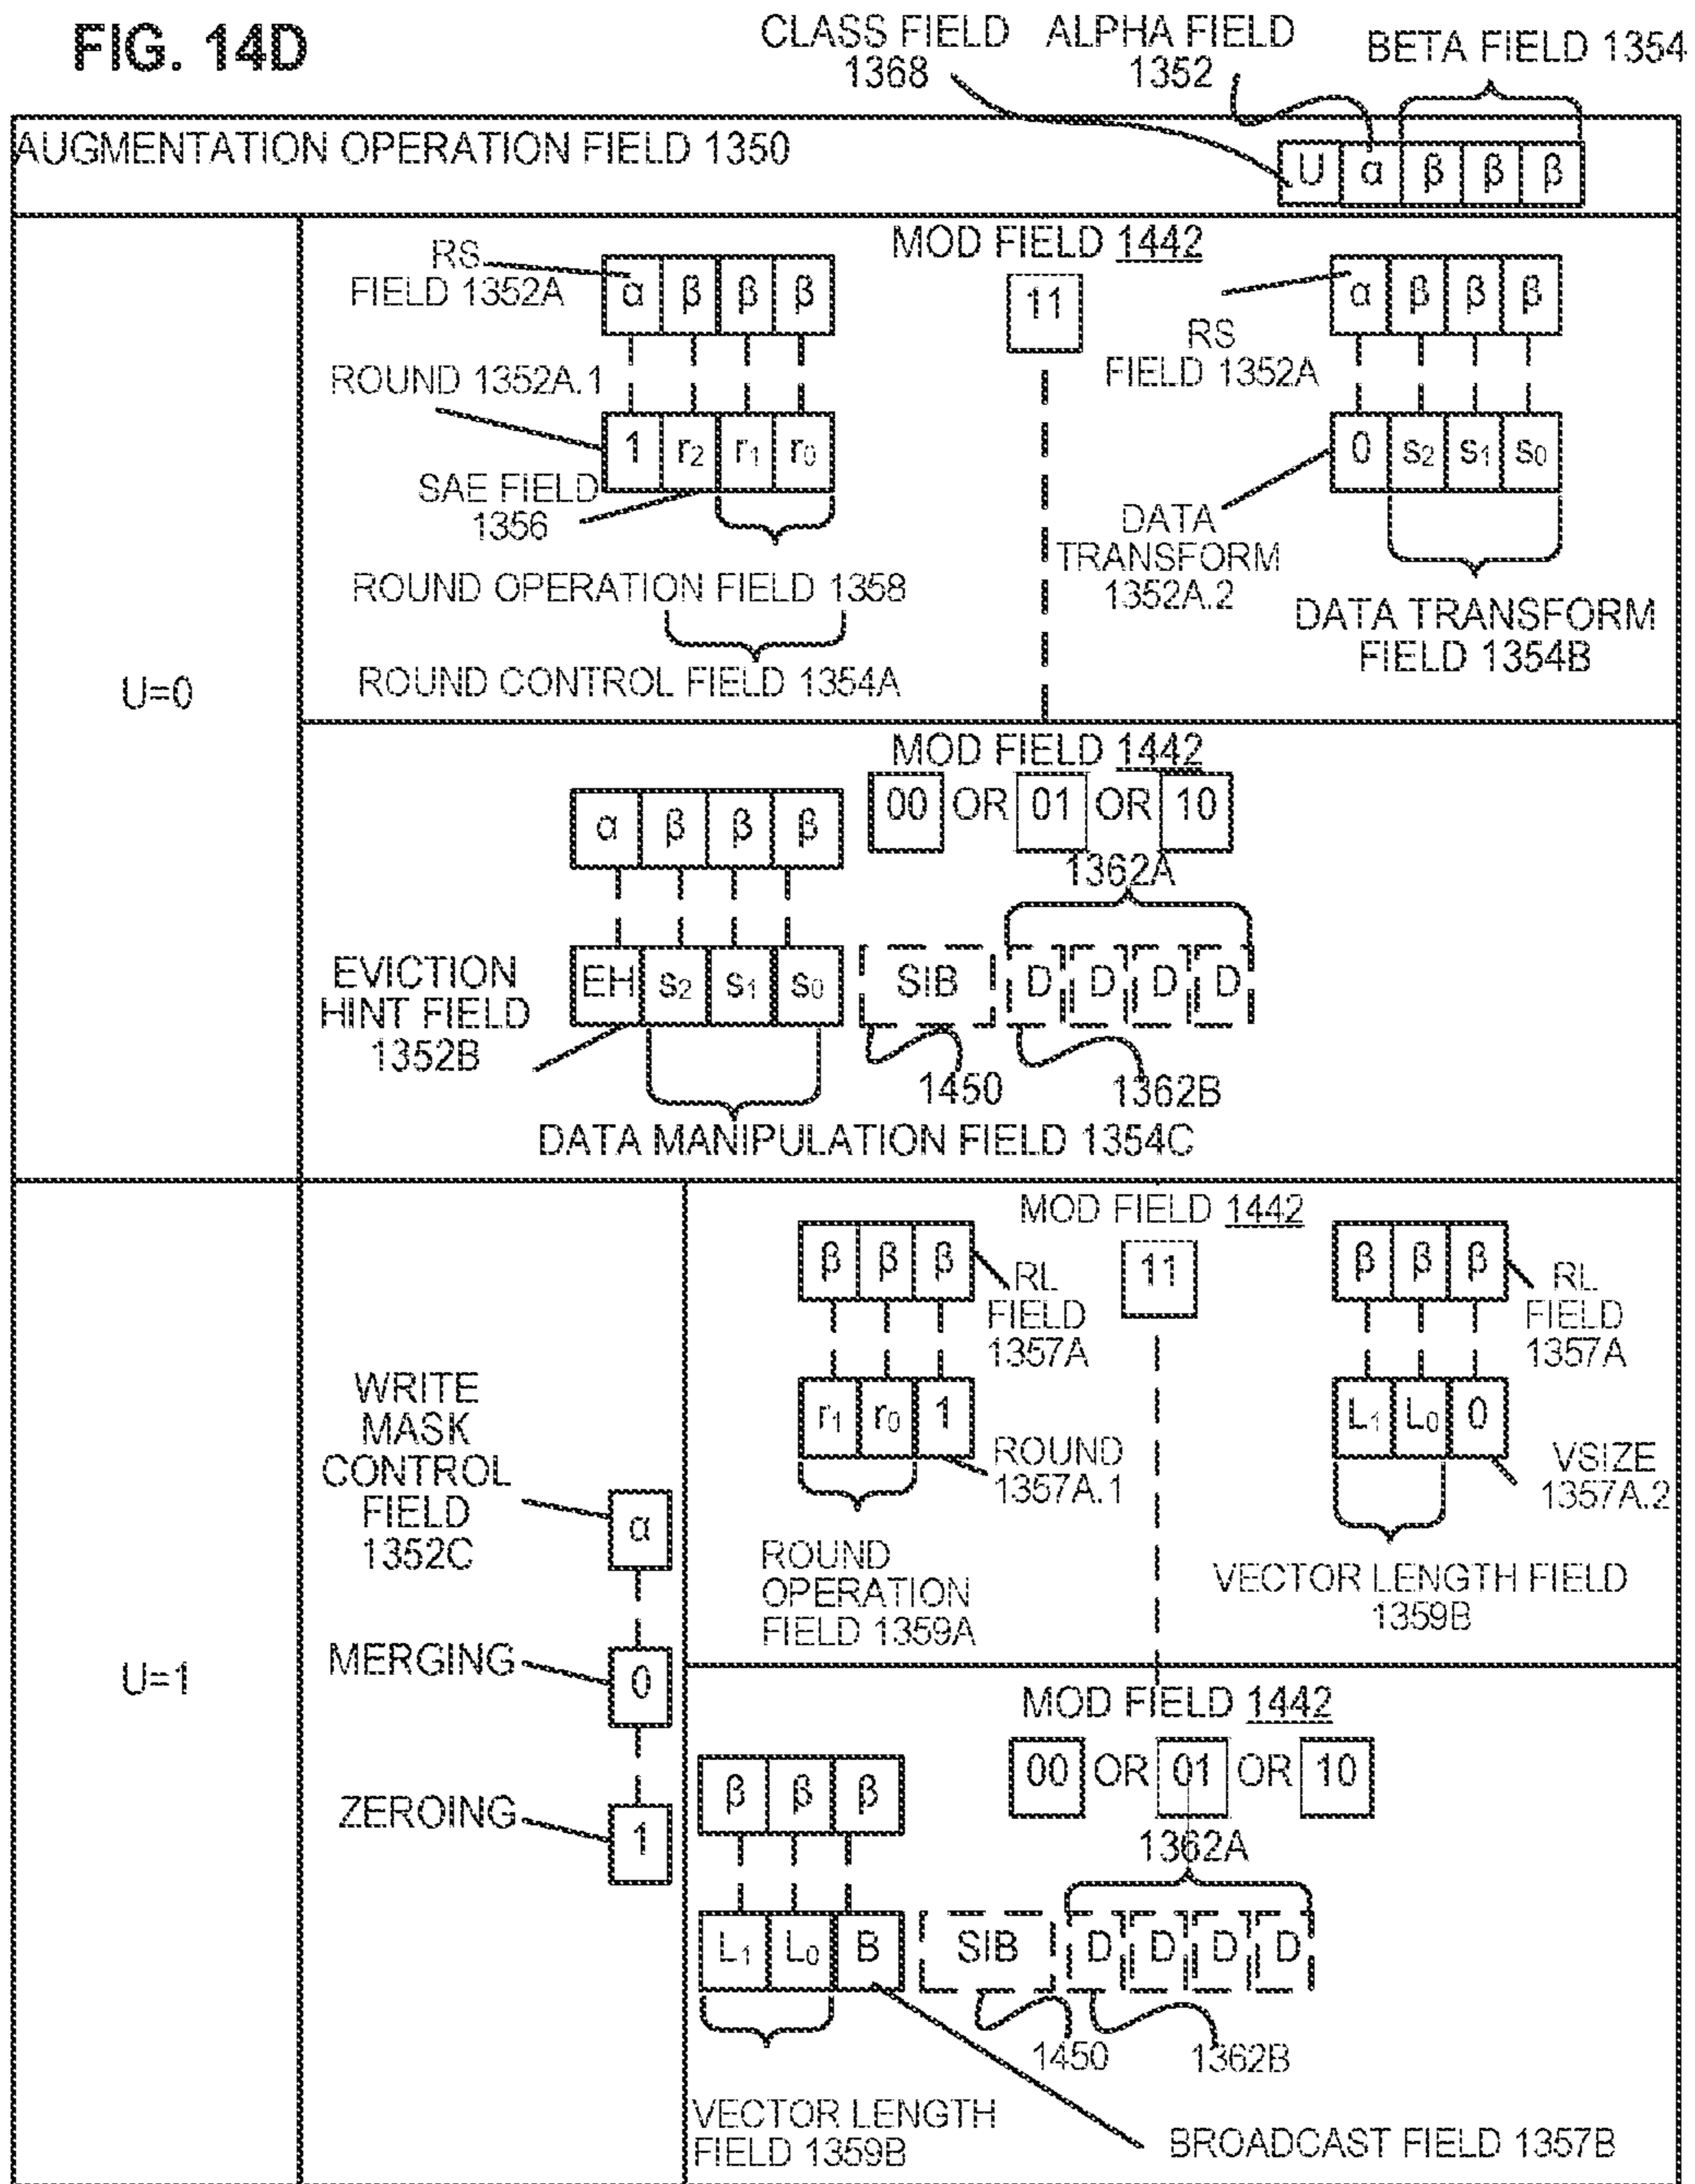 FIG. 14D
CLASS FIELD
1368
ALPHA FIELD
1352
BETA FIELD 1354
AUGMENTATION OPERATION FIELD 1350
U α β β β
U=0
MOD FIELD 1442
11
RS
FIELD 1352A
α β β β
ROUND 1352A.1
1 r2 r1 r0
SAE FIELD
1356
ROUND OPERATION FIELD 1358
ROUND CONTROL FIELD 1354A
α β β β
RS
FIELD 1352A
0 s2 s1 s0
DATA
TRANSFORM
1352A.2
DATA TRANSFORM
FIELD 1354B
MOD FIELD 1442
00 OR 01 OR 10
α β β β
1362A
EVICTION
HINT FIELD
1352B
EH s2 s1 s0 SIB D D D D
1450
1362B
DATA MANIPULATION FIELD 1354C
U=1
WRITE
MASK
CONTROL
FIELD
1352C
α
MERGING
0
ZEROING
1
MOD FIELD 1442
11
β β β
RL
FIELD
1357A
r1 r0 1
ROUND
1357A.1
ROUND
OPERATION
FIELD 1359A
β β β
RL
FIELD
1357A
L1 L0 0
VSIZE
1357A.2
VECTOR LENGTH FIELD
1359B
MOD FIELD 1442
00 OR 01 OR 10
β β β
1362A
L1 L0 B SIB D D D D
1450
1362B
VECTOR LENGTH
FIELD 1359B
BROADCAST FIELD 1357B